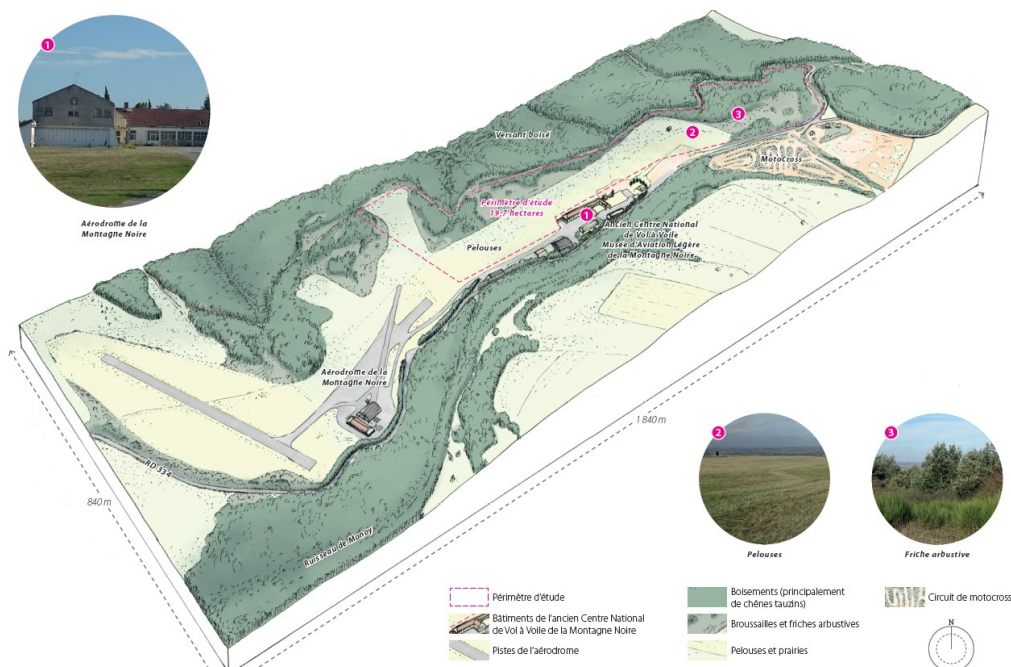 1
Aérodrome de la
Montagne Noire
Versant boisé
3
2
Motocross
Périmètre d'étude
19,7 hectares
1
Ancien Centre National
de Vol à Voile
Musée d'Aviation Légère
de la Montagne Noire
Pelouses
Aérodrome de la
Montagne Noire
RD 334
840 m
1 840 m
Ruisseau de Monoy
2
Pelouses
3
Friche arbustive
Périmètre d'étude
Bâtiments de l'ancien Centre National
de Vol à Voile de la Montagne Noire
Pistes de l'aérodrome
Boisements (principalement
de chênes tauzins)
Broussailles et friches arbustives
Pelouses et prairies
Circuit de motocross
N